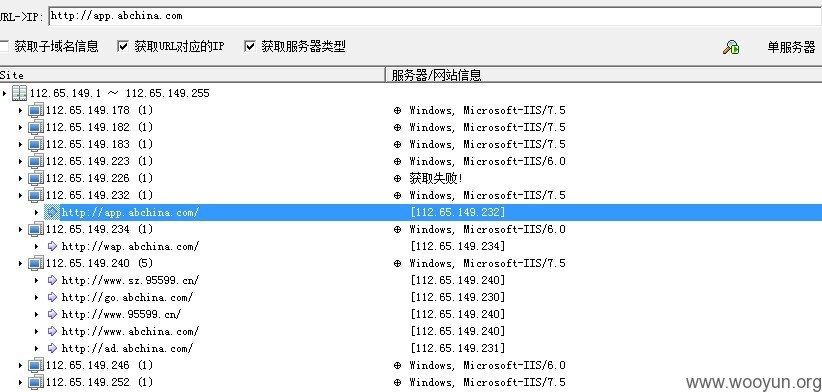 URL->IP: http://app.abchina.com
获取子域名信息 获取URL对应的IP 获取服务器类型 单服务器
Site 服务器/网站信息
112.65.149.1 ～ 112.65.149.255
112.65.149.178 (1) ⊕ Windows, Microsoft-IIS/7.5
112.65.149.182 (1) ⊕ Windows, Microsoft-IIS/7.5
112.65.149.183 (1) ⊕ Windows, Microsoft-IIS/7.5
112.65.149.223 (1) ⊕ Windows, Microsoft-IIS/6.0
112.65.149.226 (1) ⊕ 获取失败!
112.65.149.232 (1) ⊕ Windows, Microsoft-IIS/7.5
http://app.abchina.com/ [112.65.149.232]
112.65.149.234 (1) ⊕ Windows, Microsoft-IIS/6.0
http://wap.abchina.com/ [112.65.149.234]
112.65.149.240 (5) ⊕ Windows, Microsoft-IIS/7.5
http://www.sz.95599.cn/ [112.65.149.240]
http://go.abchina.com/ [112.65.149.230]
http://www.95599.cn/ [112.65.149.240]
http://www.abchina.com/ [112.65.149.240]
http://ad.abchina.com/ [112.65.149.231]
112.65.149.246 (1) ⊕ Windows, Microsoft-IIS/6.0
112.65.149.252 (1) ⊕ Windows, Microsoft-IIS/7.5
www.wooyun.org